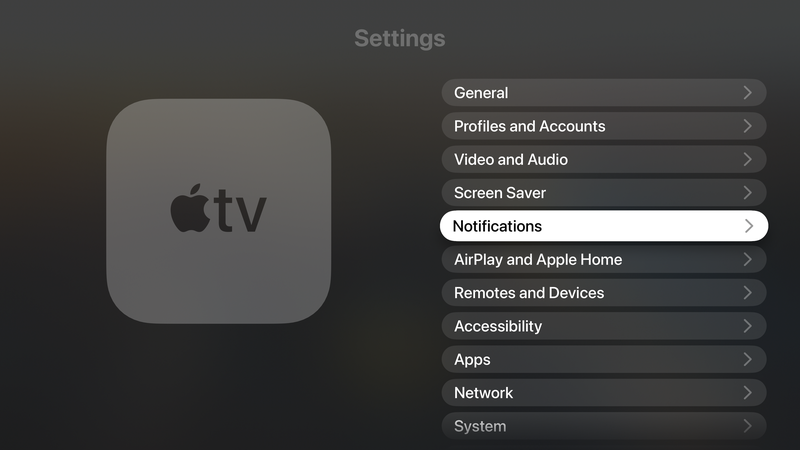 Settings
tv
General
Profiles and Accounts
Video and Audio
Screen Saver
Notifications
AirPlay and Apple Home
Remotes and Devices
Accessibility
Apps
Network
System